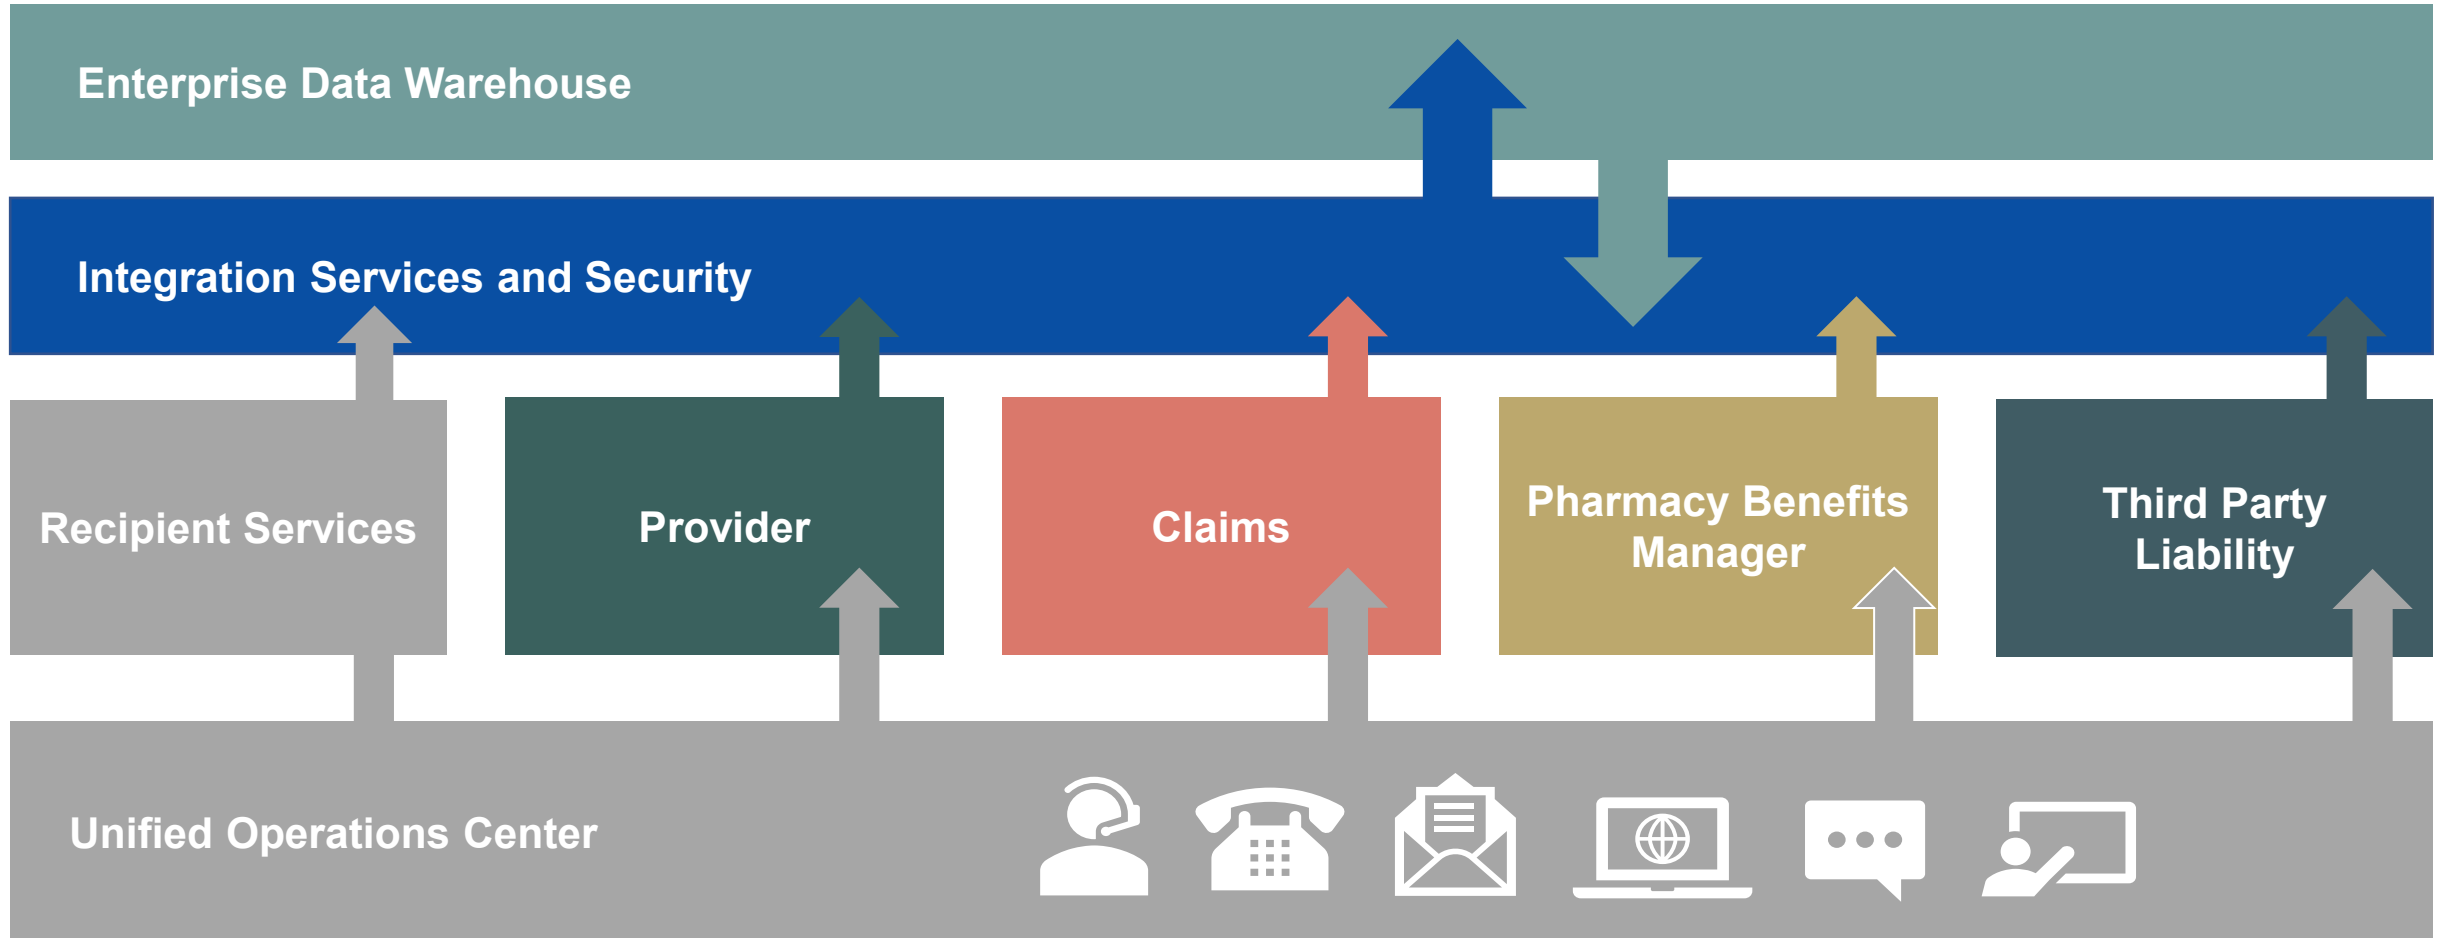 Enterprise Data Warehouse
Integration Services and Security
Recipient Services
Provider
Claims
Pharmacy Benefits
Manager
Third Party
Liability
Unified Operations Center